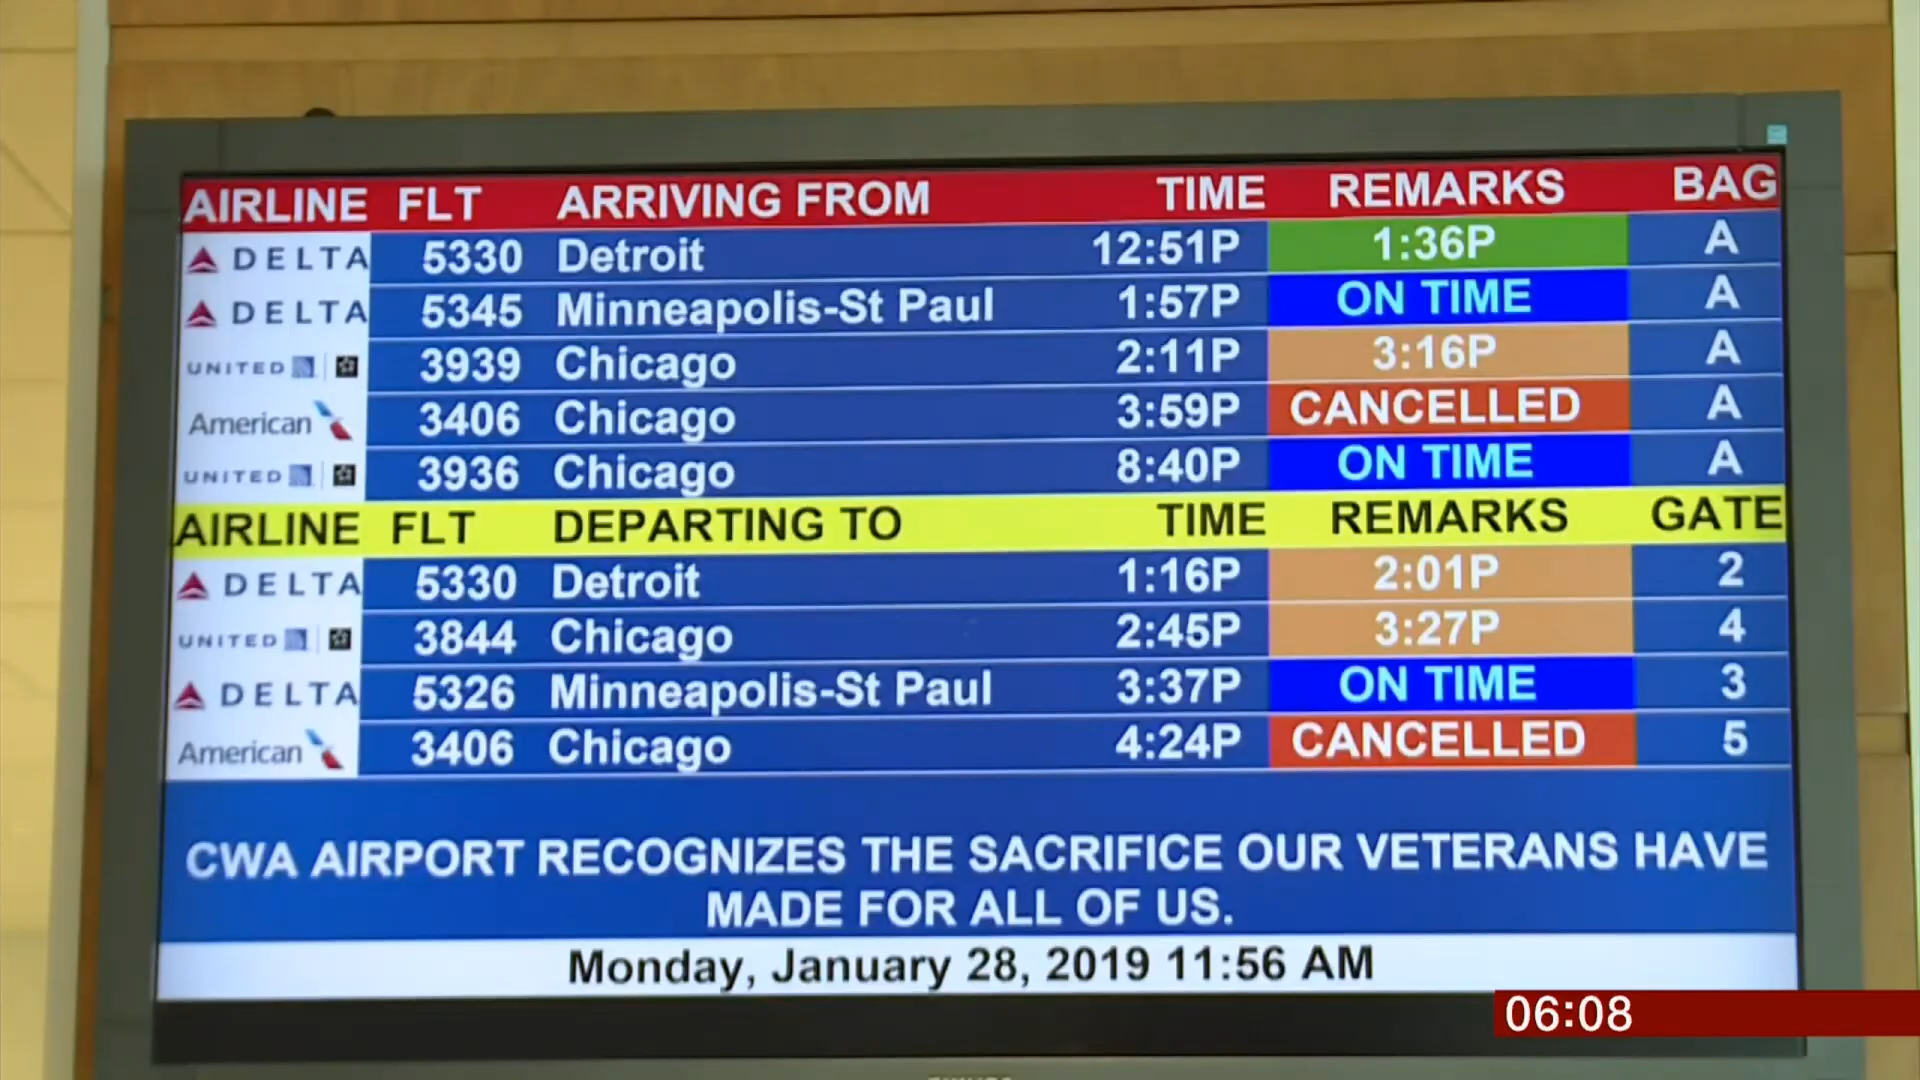 AIRLINE FLT ARRIVING FROM TIME REMARKS BAG
DELTA 5330 Detroit 12:51P 1:36P A
DELTA 5345 Minneapolis-St Paul 1:57P ON TIME A
UNITED 3939 Chicago 2:11P 3:16P A
American 3406 Chicago 3:59P CANCELLED A
UNITED 3936 Chicago 8:40P ON TIME A
AIRLINE FLT DEPARTING TO TIME REMARKS GATE
DELTA 5330 Detroit 1:16P 2:01P 2
UNITED 3844 Chicago 2:45P 3:27P 4
DELTA 5326 Minneapolis-St Paul 3:37P ON TIME 3
American 3406 Chicago 4:24P CANCELLED 5
CWA AIRPORT RECOGNIZES THE SACRIFICE OUR VETERANS HAVE
MADE FOR ALL OF US.
Monday, January 28, 2019 11:56 AM
06:08